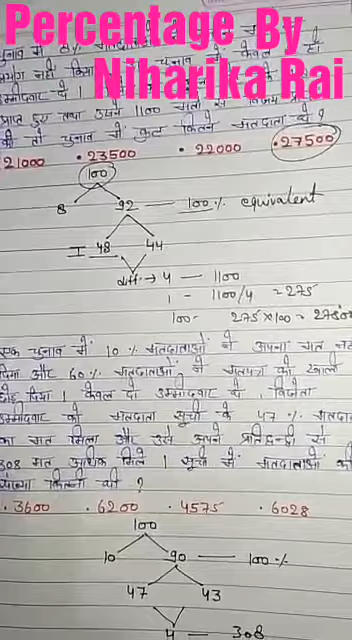 Percentage By
Niharika Rai
चुनाव में 8% मतदाताओं
नहीं किया चुनाव में केवल दो
उम्मीदवार थे।
तथा उसने 1100 मतों से विजय
की तो चुनाव में कुल कितने मतदाता थे?
21000 • 23500 • 22000 • 27500
100
8 92 — 100% equivalent
I — 48 44
diff → 4 — 1100
1 - 1100/4 = 275
100- 275×100 = 27500
एक चुनाव में 10% मतदाताओं ने अपना मत
दिया और 60% मतदाताओं ने मतपत्र को खाली
छोड़ दिया। केवल दो उम्मीदवार थे, विजेता
उम्मीदवार को मतदाता सूची के 47%
का मत मिला और उसे अपने प्रतिद्वन्दी से
308 मत अधिक मिले। सूची में मतदाताओं की
संख्या कितनी थी?
• 3600 • 6200 • 4575 • 6028
100
10 90 — 100%
47 43
4 — 308